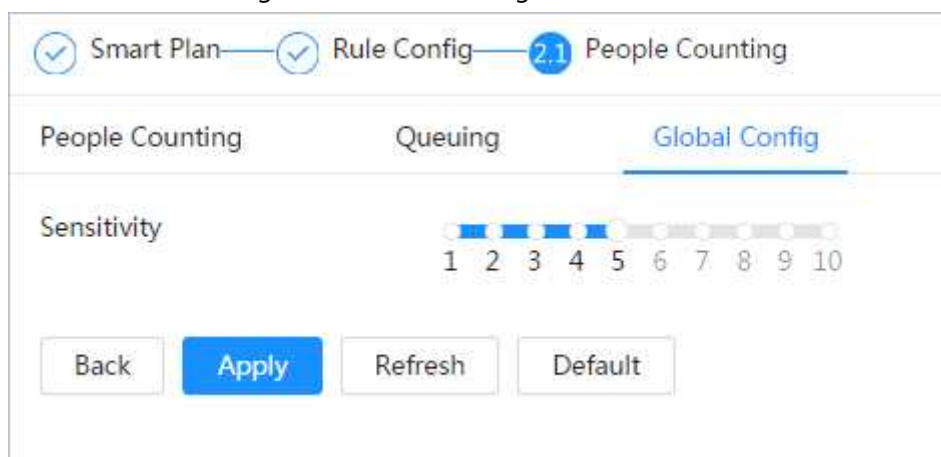 Smart Plan Rule Config 2.1 People Counting
People Counting Queuing Global Config
Sensitivity
1 2 3 4 5 6 7 8 9 10
Back Apply Refresh Default